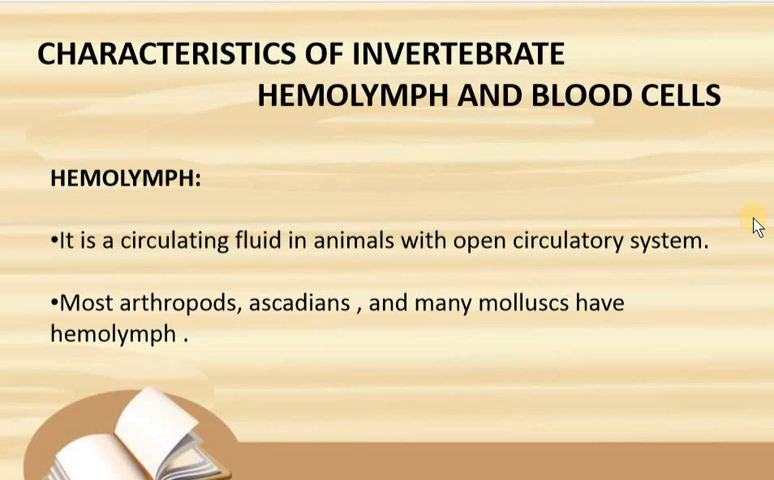 CHARACTERISTICS OF INVERTEBRATE
HEMOLYMPH AND BLOOD CELLS
HEMOLYMPH:
•It is a circulating fluid in animals with open circulatory system.
•Most arthropods, ascadians , and many molluscs have
hemolymph .